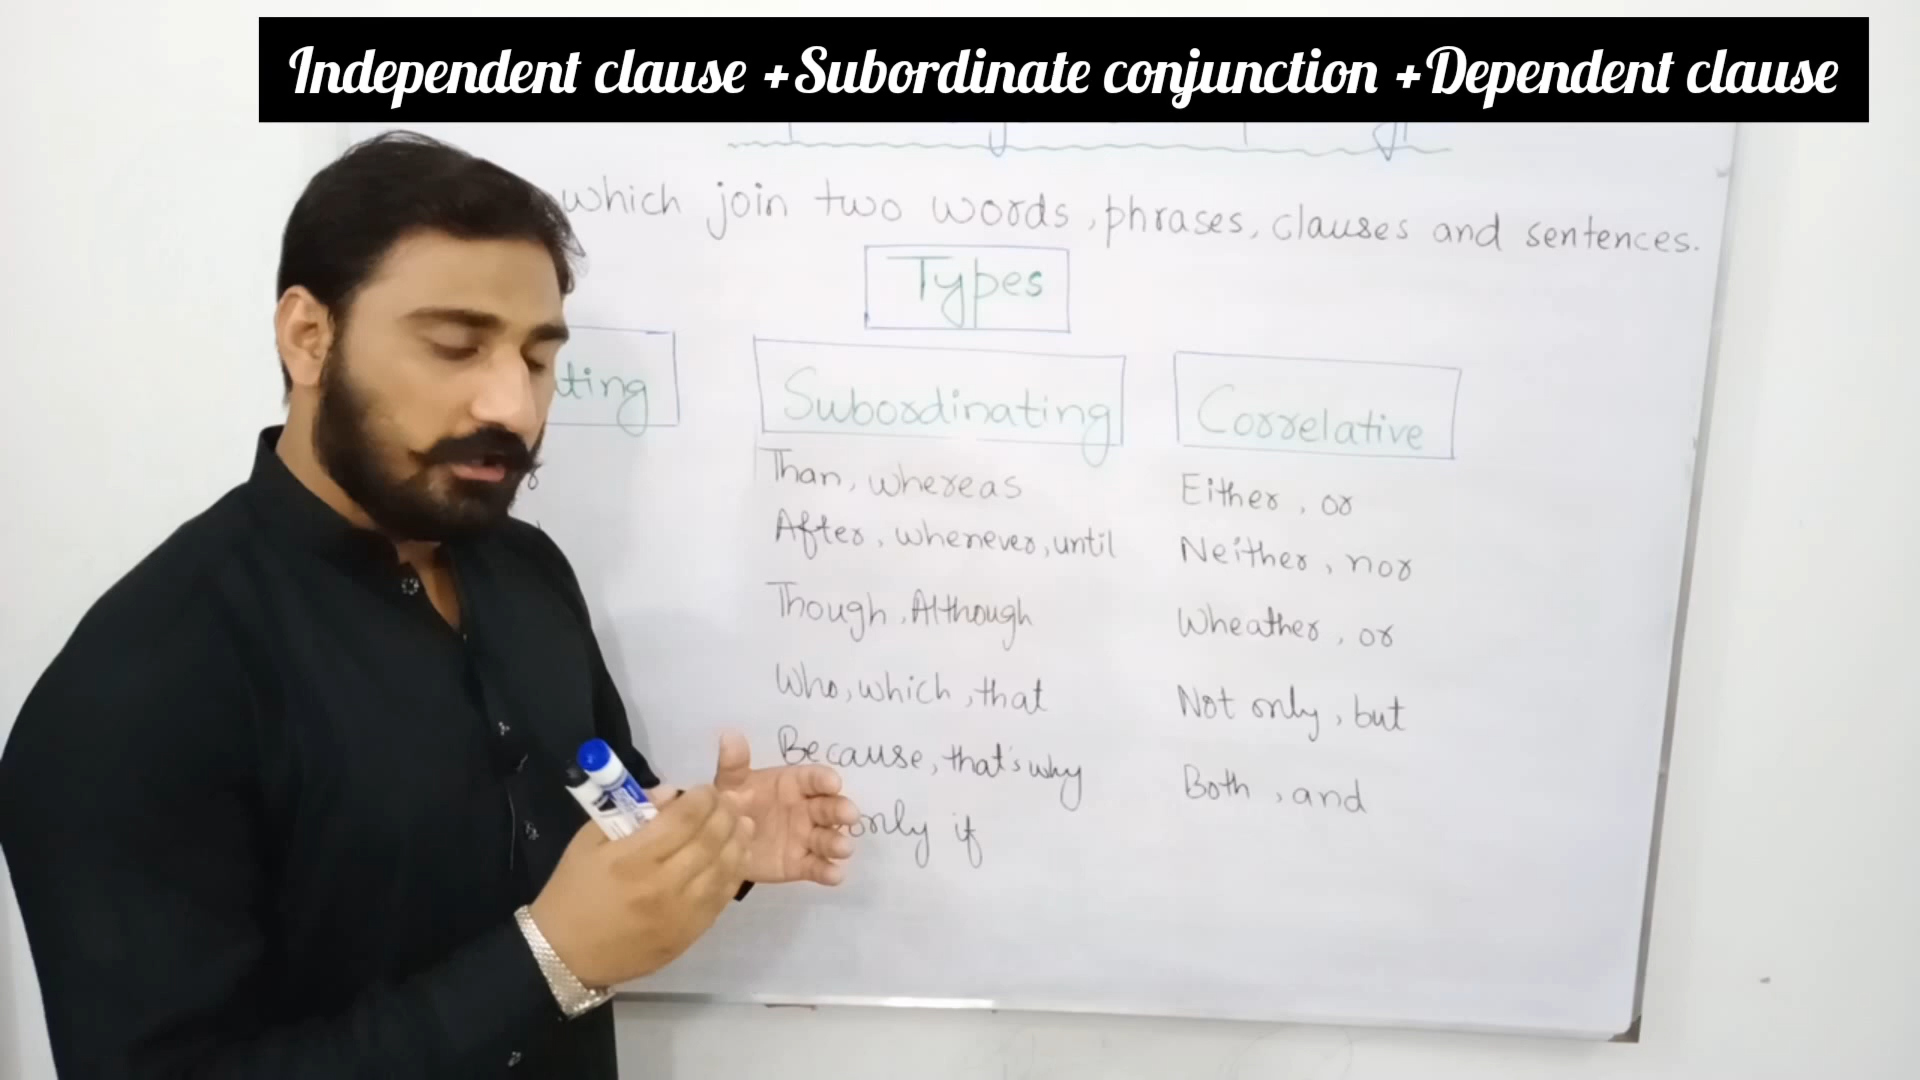 Independent clause +Subordinate conjunction +Dependent clause
which join two words, phrases, clauses and sentences.
Types
ting
Subordinating
Correlative
Than, whereas
After, whenever, until
Though, Although
Who, which, that
Because, that's why
only if
Either, or
Neither, nor
Wheather, or
Not only, but
Both, and